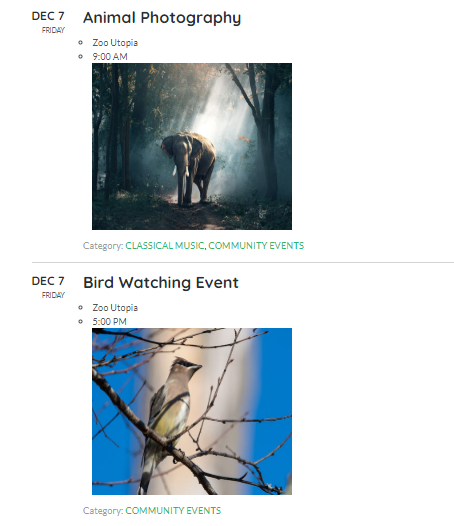 DEC 7
FRIDAY
Animal Photography
Zoo Utopia
9:00 AM
Category: CLASSICAL MUSIC, COMMUNITY EVENTS
DEC 7
FRIDAY
Bird Watching Event
Zoo Utopia
5:00 PM
Category: COMMUNITY EVENTS